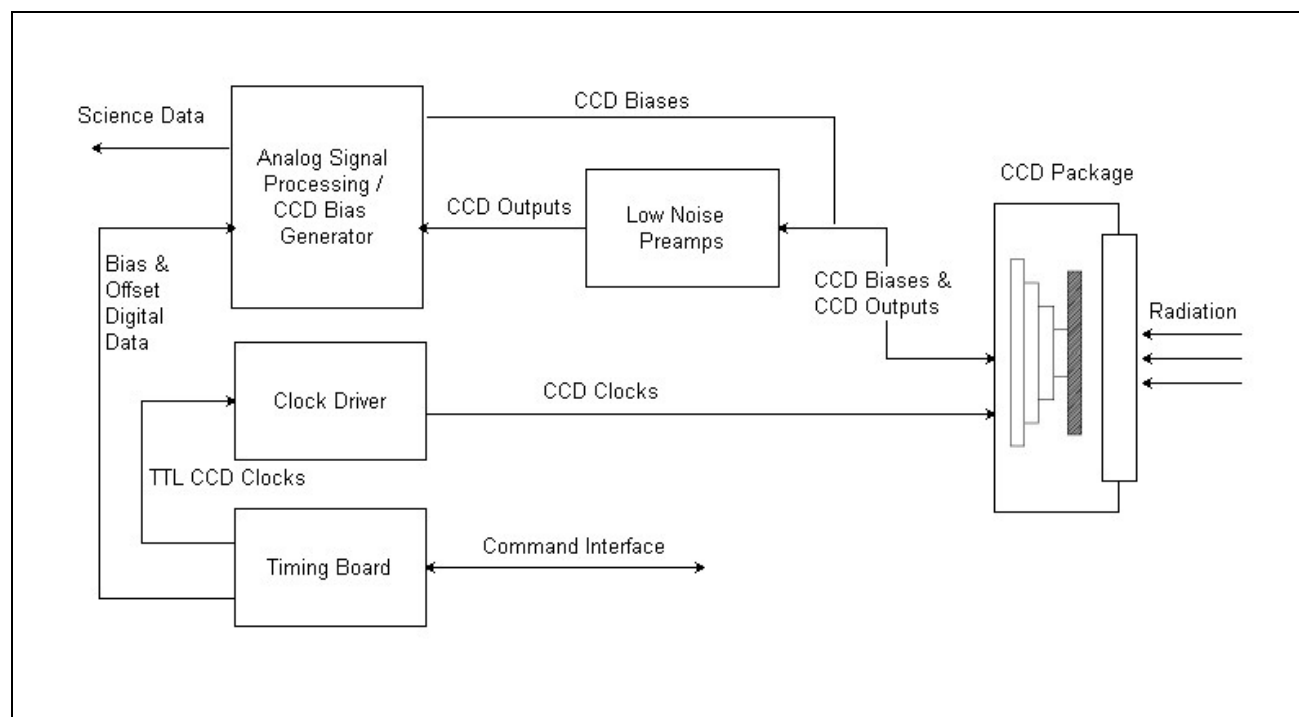 Science Data
CCD Biases
Analog Signal
Processing /
CCD Bias
Generator
CCD Outputs
Low Noise
Preamps
CCD Package
Bias &
Offset
Digital
Data
CCD Biases &
CCD Outputs
Radiation
Clock Driver
CCD Clocks
TTL CCD Clocks
Timing Board
Command Interface